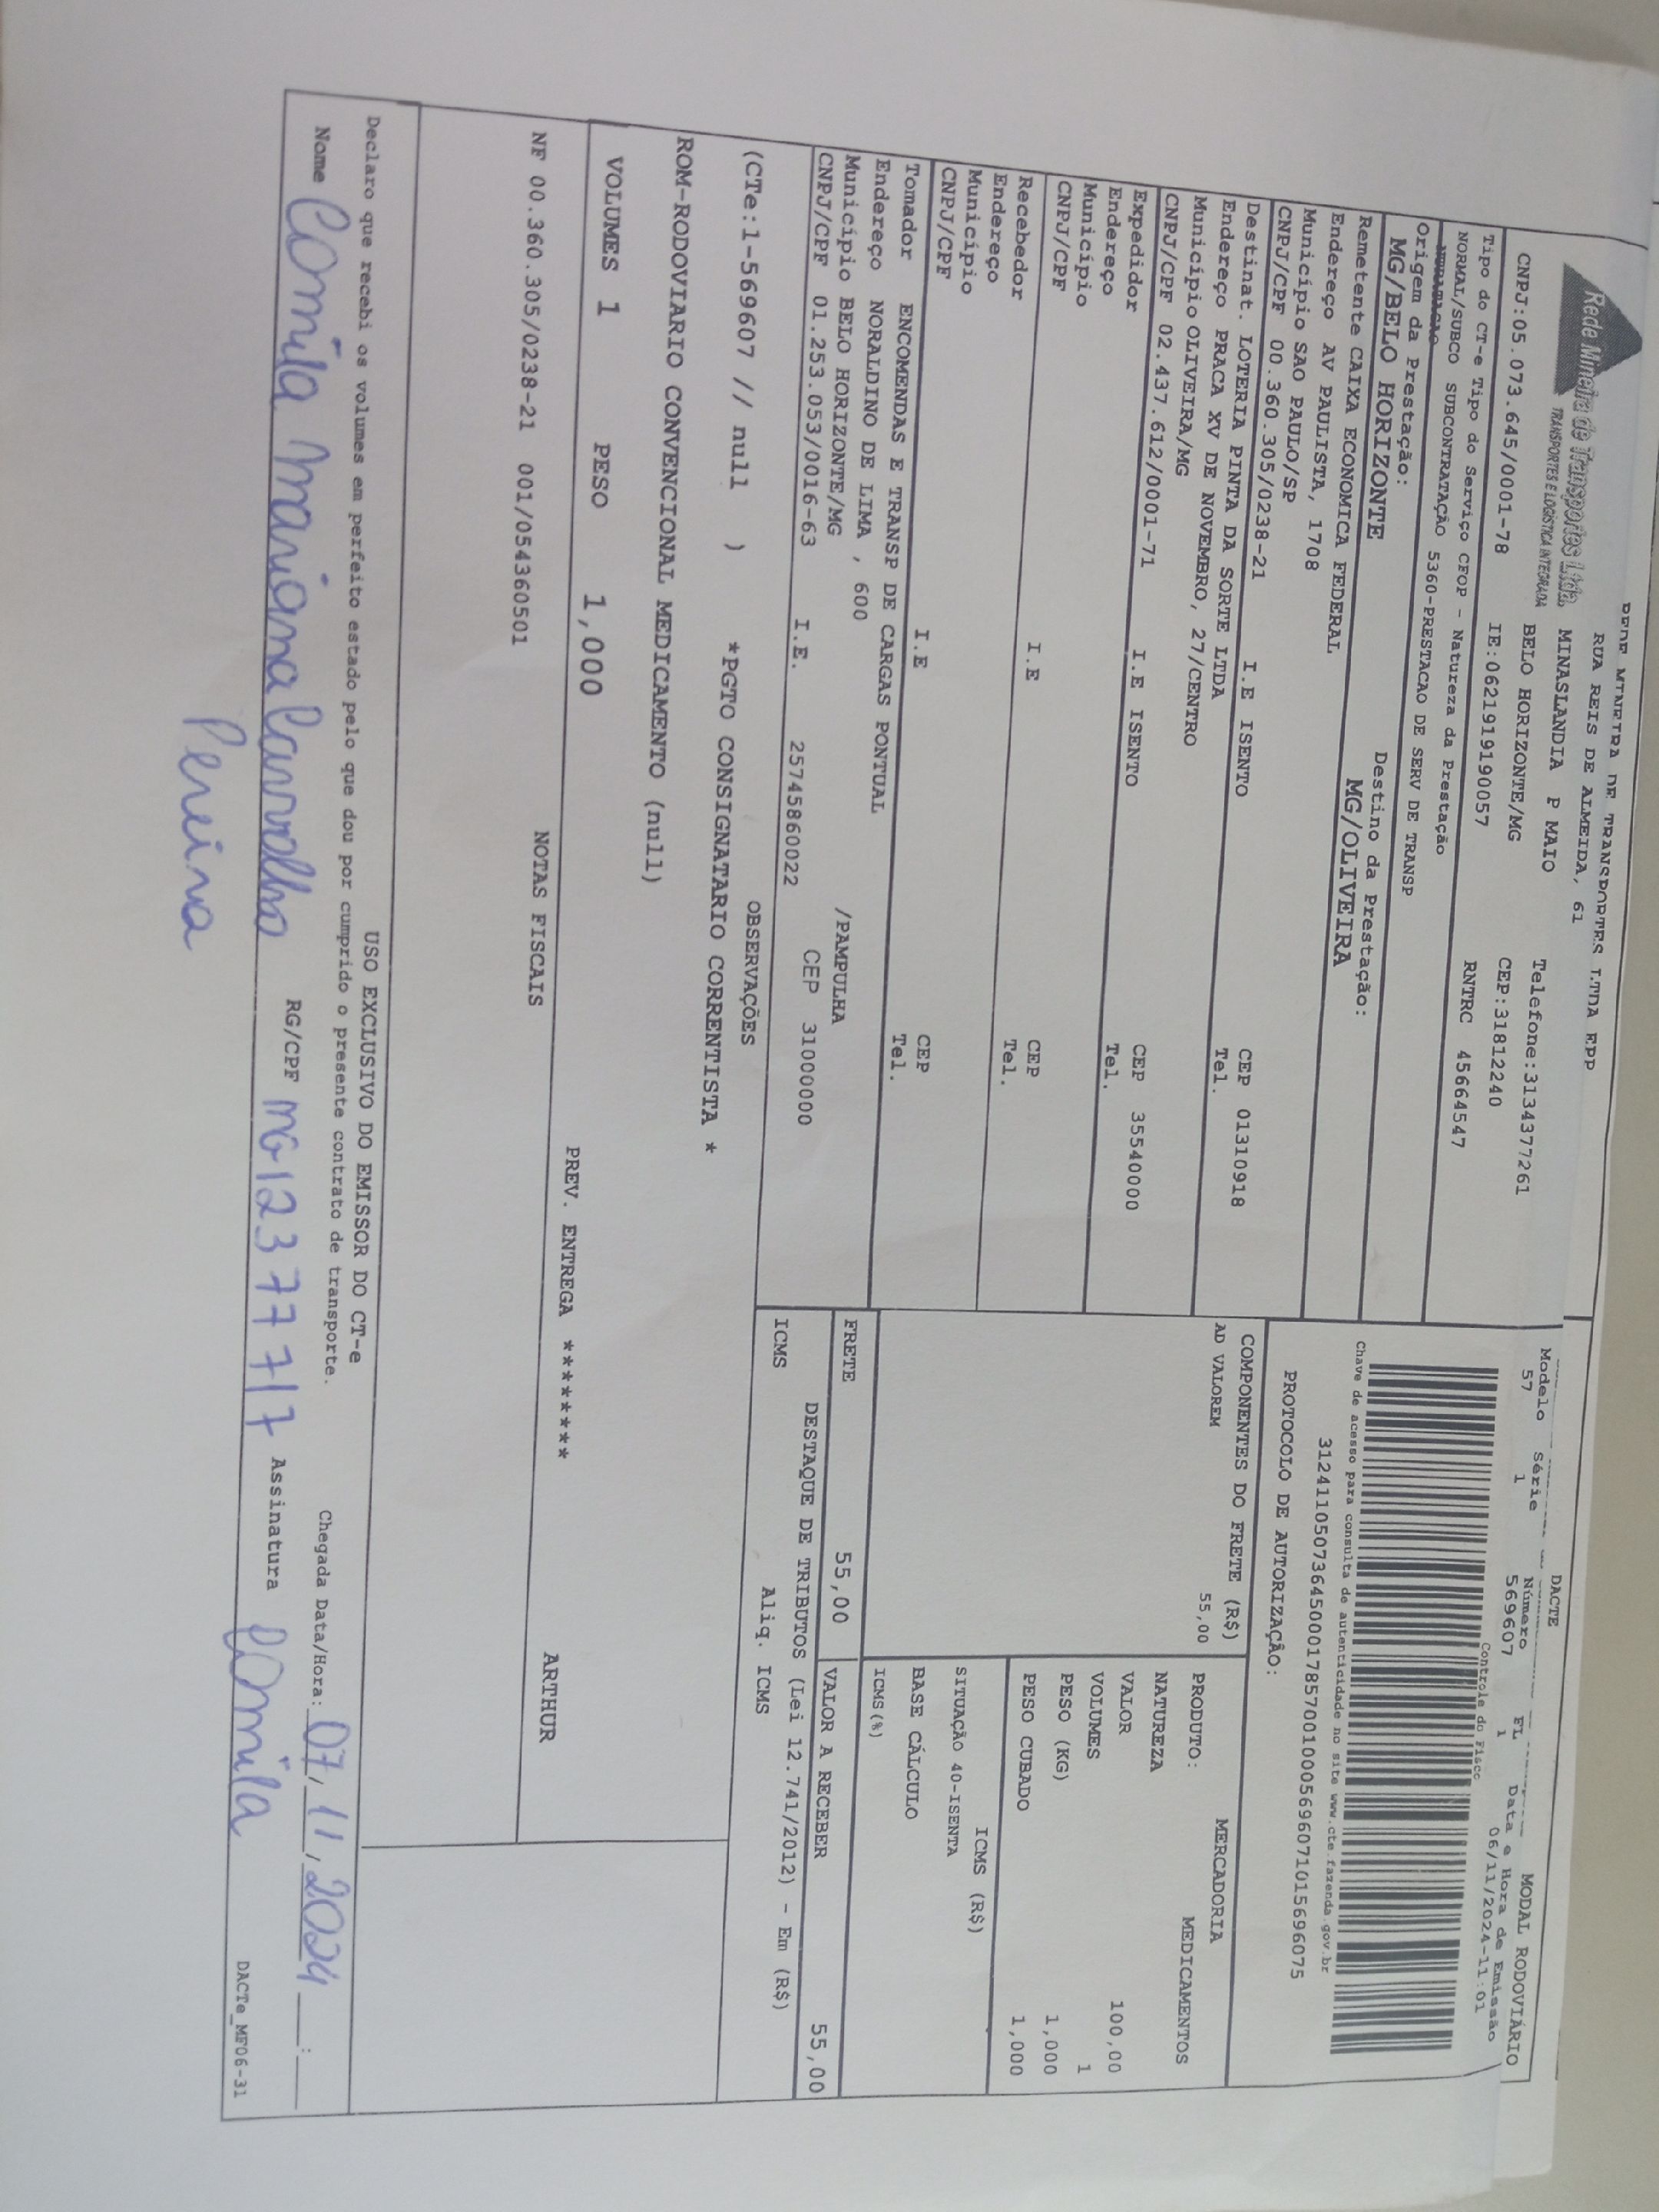 Rede Mineira de Transportes Ltda.
TRANSPORTES E LOGÍSTICA INTEGRADA
REDE MINEIRA DE TRANSPORTES LTDA EPP
RUA REIS DE ALMEIDA, 61
MINASLANDIA P MAIO Telefone:3134377261
BELO HORIZONTE/MG CEP:31812240
CNPJ:05.073.645/0001-78 IE:0621919190057 RNTRC 45664547
Tipo do CT-e Tipo do Serviço CFOP - Natureza da Prestação
NORMAL/SUBCO SUBCONTRATAÇÃO 5360-PRESTACAO DE SERV DE TRANSP
Origem da Prestação: Destino da Prestação:
MG/BELO HORIZONTE MG/OLIVEIRA
Remetente CAIXA ECONOMICA FEDERAL
Endereço AV PAULISTA, 1708
Município SAO PAULO/SP CEP 01310918
CNPJ/CPF 00.360.305/0238-21 I.E ISENTO Tel.
Destinat. LOTERIA PINTA DA SORTE LTDA
Endereço PRACA XV DE NOVEMBRO, 27/CENTRO
Município OLIVEIRA/MG CEP 35540000
CNPJ/CPF 02.437.612/0001-71 I.E ISENTO Tel.
Expedidor
Endereço
Município CEP
CNPJ/CPF I.E Tel.
Recebedor
Endereço
Município CEP
CNPJ/CPF I.E Tel.
Tomador ENCOMENDAS E TRANSP DE CARGAS PONTUAL
Endereço NORALDINO DE LIMA , 600 /PAMPULHA
Município BELO HORIZONTE/MG CEP 31000000
CNPJ/CPF 01.253.053/0016-63 I.E. 25745860022
DACTE MODAL RODOVIÁRIO
Modelo Série Número FL Data e Hora de Emissão
57 1 569607 1 06/11/2024-11:01
Controle do Fisco
Chave de acesso para consulta de autenticidade no site www.cte.fazenda.gov.br
31241105073645000178570010005696071015696075
PROTOCOLO DE AUTORIZAÇÃO:
COMPONENTES DO FRETE (R$)
AD VALOREM 55,00
MERCADORIA
PRODUTO: MEDICAMENTOS
NATUREZA
VALOR 100,00
VOLUMES 1
PESO (KG) 1,000
PESO CUBADO 1,000
ICMS (R$)
SITUAÇÃO 40-ISENTA
BASE CÁLCULO
ICMS(%)
FRETE 55,00 VALOR A RECEBER 55,00
DESTAQUE DE TRIBUTOS (Lei 12.741/2012) - Em (R$)
ICMS Aliq. ICMS
OBSERVAÇÕES
(CTe:1-569607 // null ) *PGTO CONSIGNATARIO CORRENTISTA *
ROM-RODOVIARIO CONVENCIONAL MEDICAMENTO (null)
VOLUMES 1 PESO 1,000 PREV. ENTREGA ******** ARTHUR
NOTAS FISCAIS
NF 00.360.305/0238-21 001/054360501
USO EXCLUSIVO DO EMISSOR DO CT-e
Declaro que recebi os volumes em perfeito estado pelo que dou por cumprido o presente contrato de transporte. Chegada Data/Hora: 07/11/2024 __:__
Nome Camila Mariana Carvalho RG/CPF MG12377717 Assinatura Camila
Pereira
DACTe_MF06-31